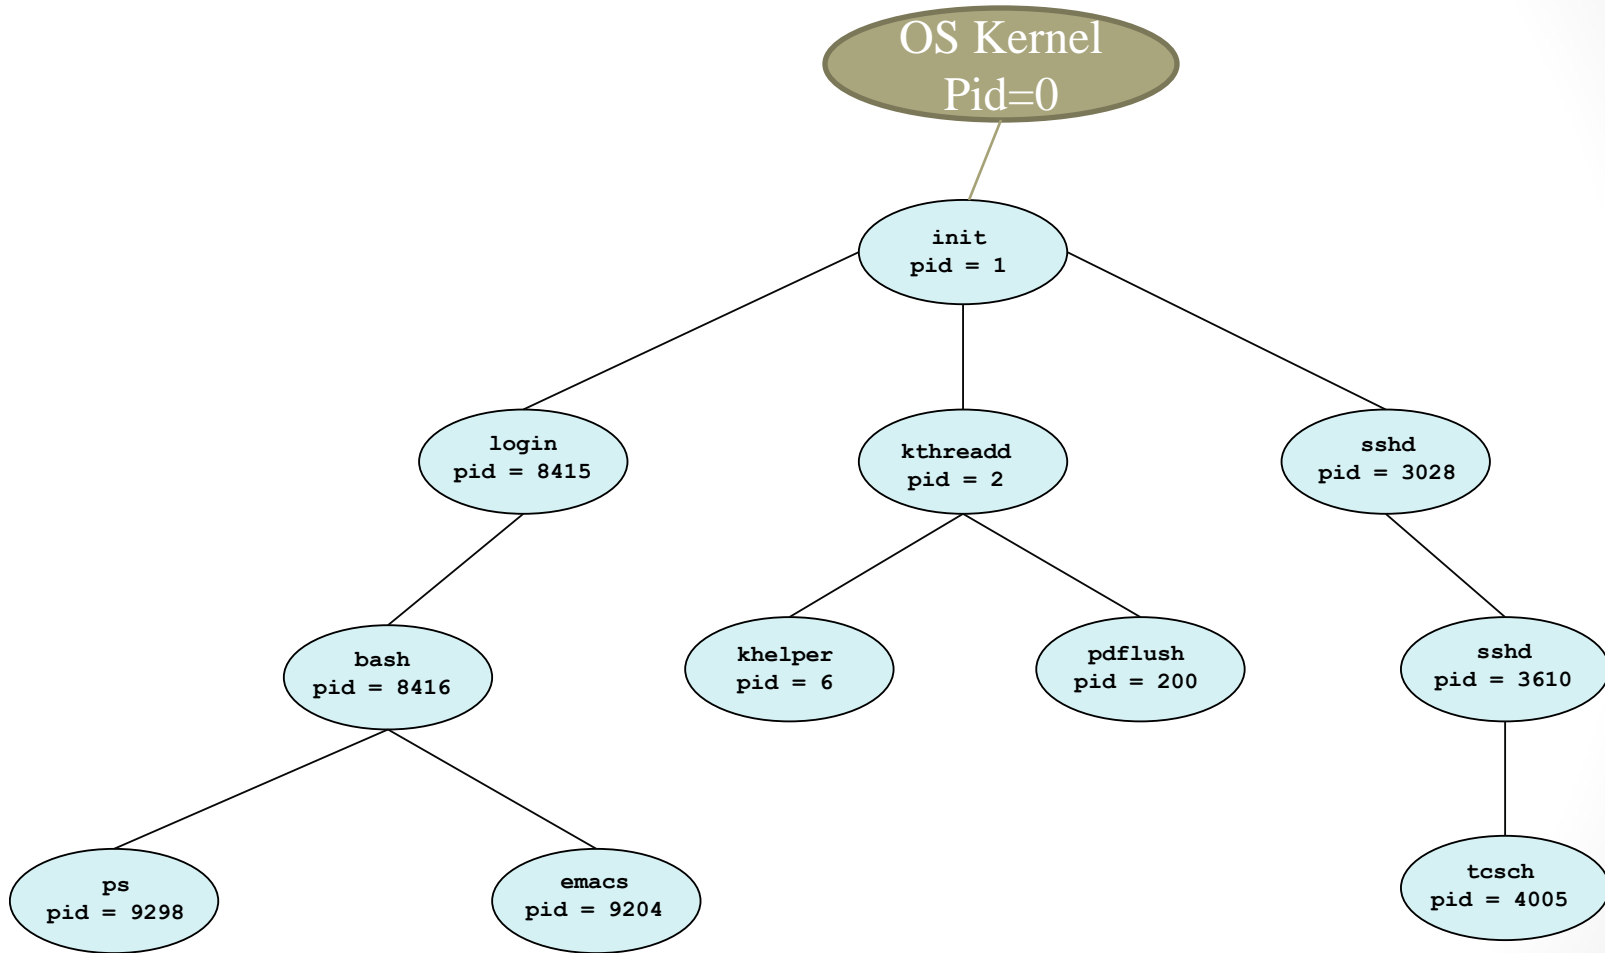 OS Kernel
Pid=0
init
pid = 1
login
pid = 8415
kthreadd
pid = 2
sshd
pid = 3028
bash
pid = 8416
khelper
pid = 6
pdflush
pid = 200
sshd
pid = 3610
ps
pid = 9298
emacs
pid = 9204
tcsch
pid = 4005